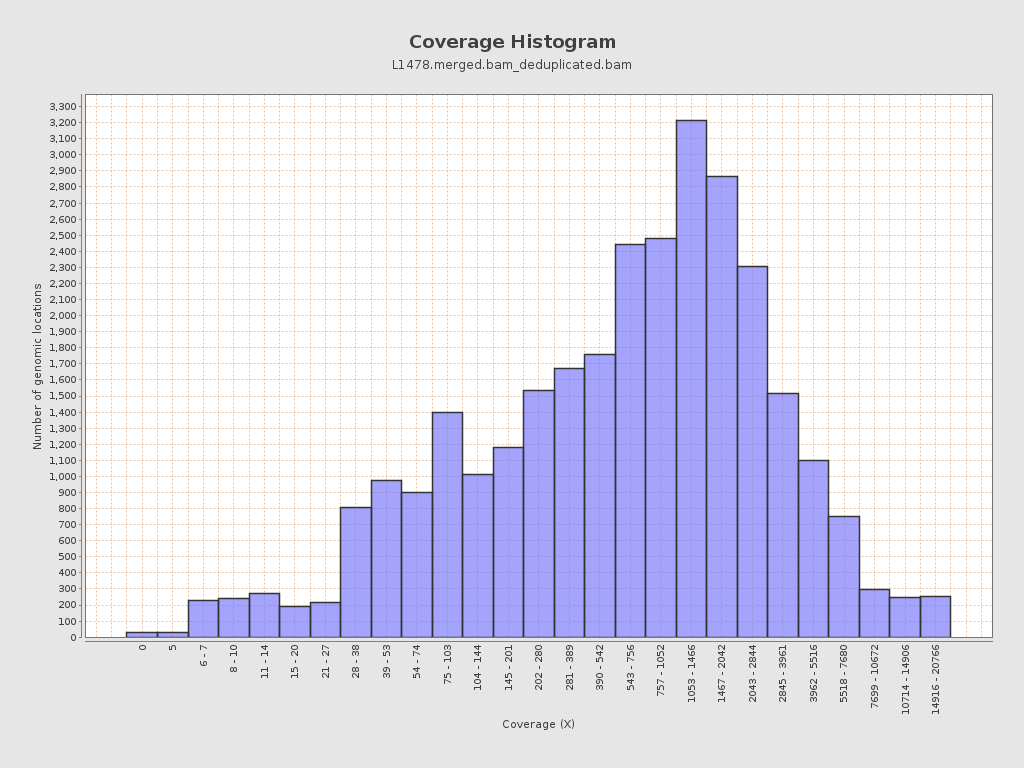 Coverage Histogram
L1478.merged.bam_deduplicated.bam
Number of genomic locations
3,300
3,200
3,100
3,000
2,900
2,800
2,700
2,600
2,500
2,400
2,300
2,200
2,100
2,000
1,900
1,800
1,700
1,600
1,500
1,400
1,300
1,200
1,100
1,000
900
800
700
600
500
400
300
200
100
0
0
5
6 - 7
8 - 10
11 - 14
15 - 20
21 - 27
28 - 38
39 - 53
54 - 74
75 - 103
104 - 144
145 - 201
202 - 280
281 - 389
390 - 542
543 - 756
757 - 1052
1053 - 1466
1467 - 2042
2043 - 2844
2845 - 3961
3962 - 5516
5518 - 7680
7699 - 10672
10714 - 14906
14916 - 20766
Coverage (X)